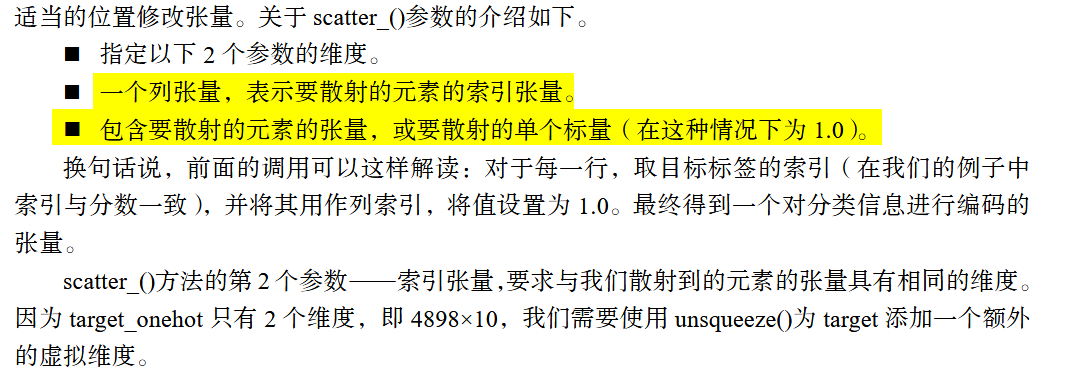 适当的位置修改张量。关于 scatter_()参数的介绍如下。
■ 指定以下 2 个参数的维度。
■ 一个列张量，表示要散射的元素的索引张量。
■ 包含要散射的元素的张量，或要散射的单个标量（在这种情况下为 1.0）。
换句话说，前面的调用可以这样解读：对于每一行，取目标标签的索引（在我们的例子中
索引与分数一致），并将其用作列索引，将值设置为 1.0。最终得到一个对分类信息进行编码的
张量。
scatter_()方法的第 2 个参数——索引张量,要求与我们散射到的元素的张量具有相同的维度。
因为 target_onehot 只有 2 个维度，即 4898×10，我们需要使用 unsqueeze()为 target 添加一个额外
的虚拟维度。